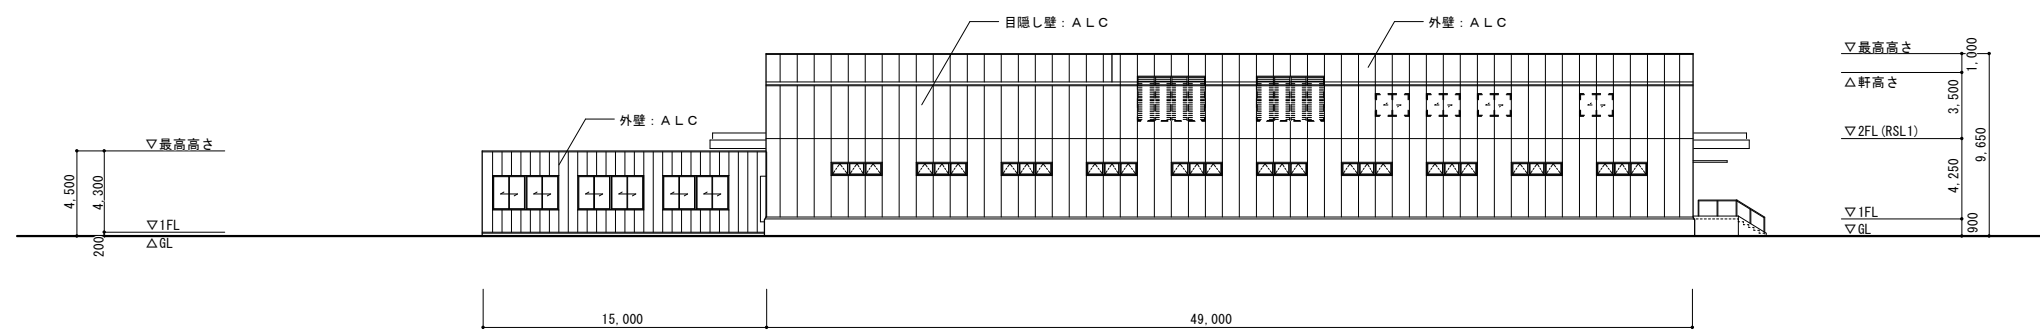 目隠し壁：ＡＬＣ
外壁：ＡＬＣ
外壁：ＡＬＣ
▽最高高さ
▽1FL
△GL
4,500
4,300
200
▽最高高さ
△軒高さ
▽2FL(RSL1)
▽1FL
▽GL
1,000
3,500
4,250
900
9,650
15,000
49,000